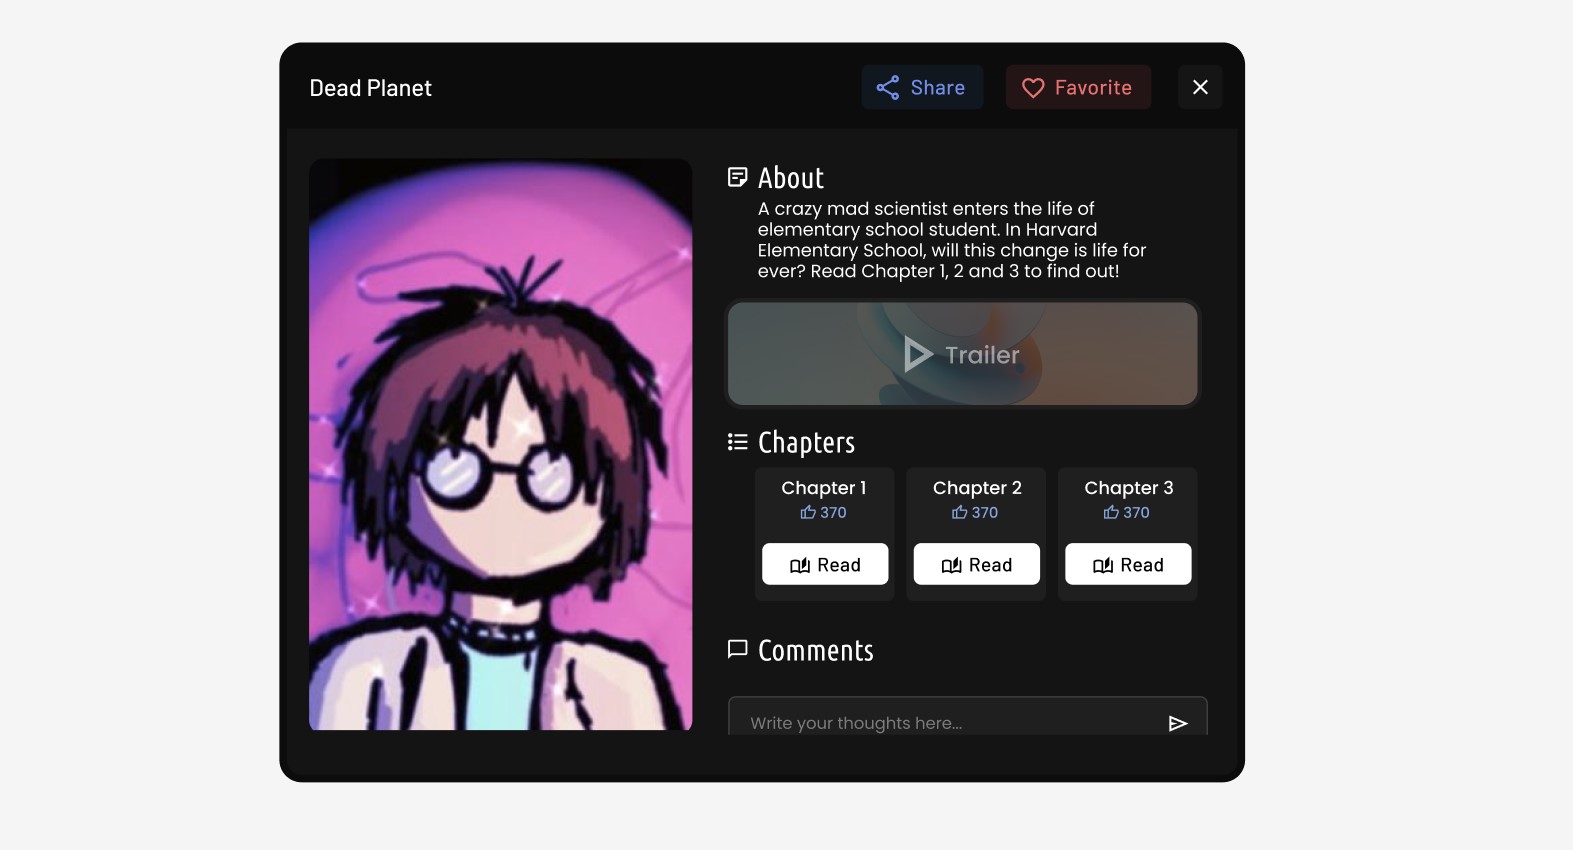 Dead Planet
Share
Favorite
About
A crazy mad scientist enters the life of
elementary school student. In Harvard
Elementary School, will this change is life for
ever? Read Chapter 1, 2 and 3 to find out!
Trailer
Chapters
Chapter 1
370
Read
Chapter 2
370
Read
Chapter 3
370
Read
Comments
Write your thoughts here...